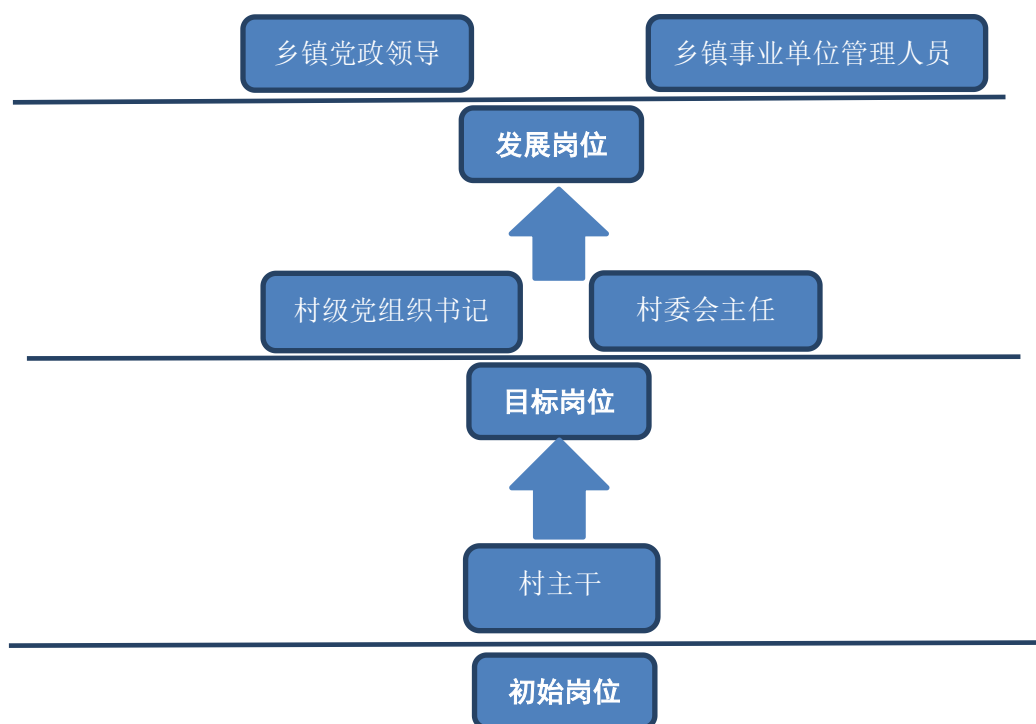 乡镇党政领导
乡镇事业单位管理人员
发展岗位
村级党组织书记
村委会主任
目标岗位
村主干
初始岗位